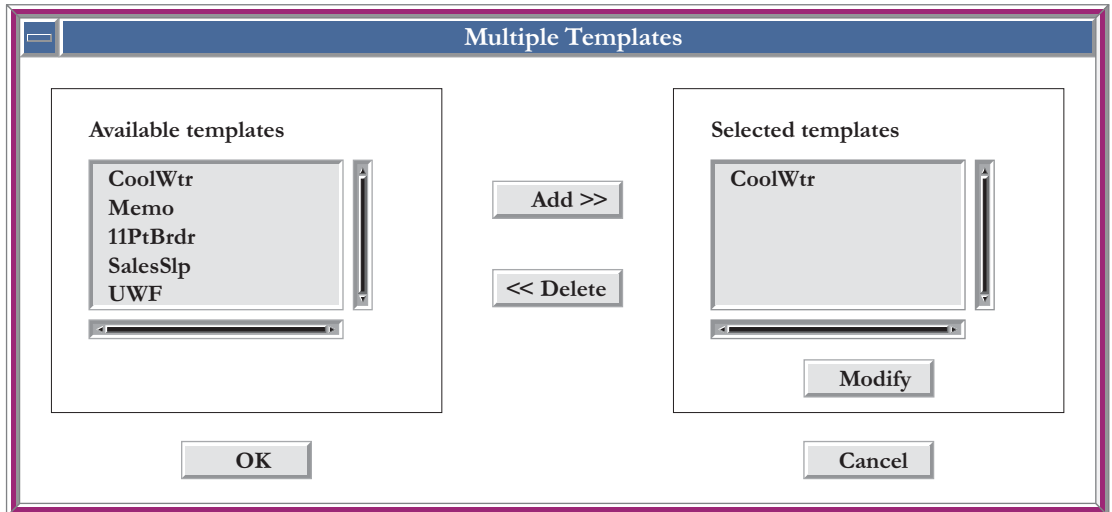 Multiple Templates
Available templates
CoolWtr
Memo
11PtBrdr
SalesSlp
UWF
Add >>
<< Delete
Selected templates
CoolWtr
Modify
OK
Cancel